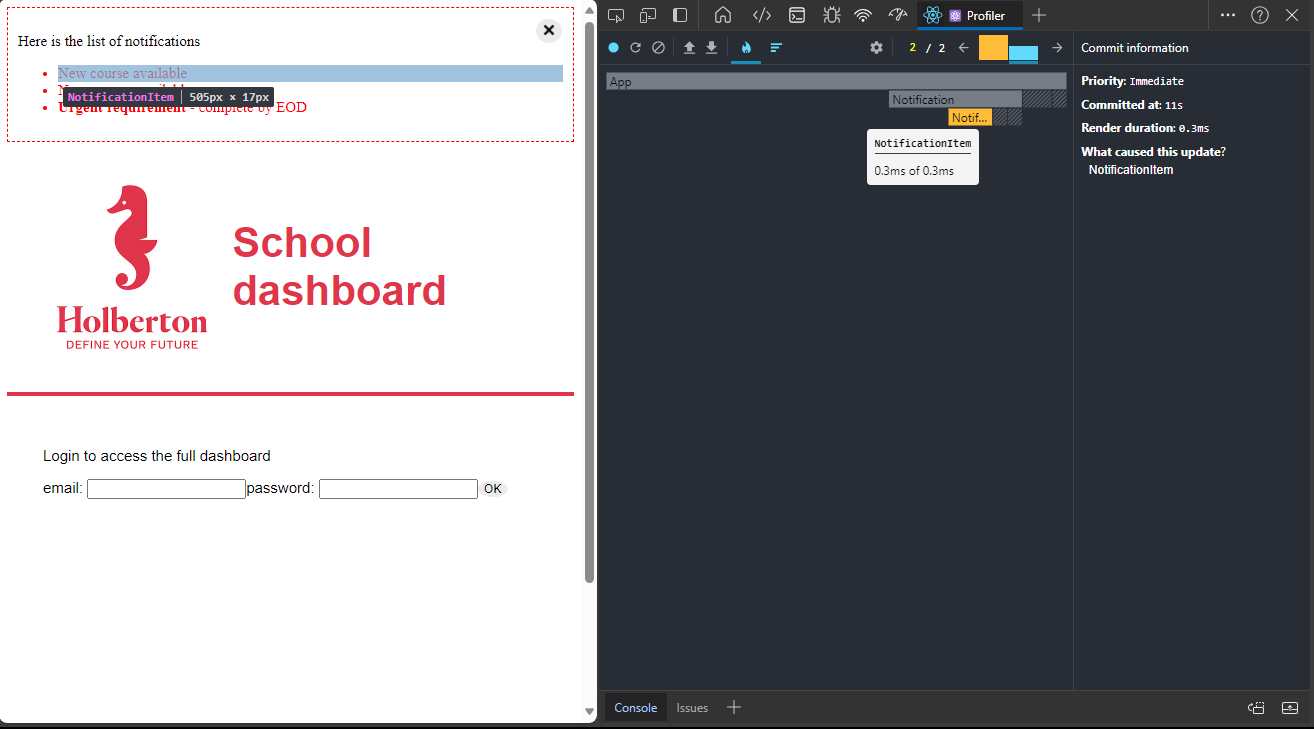 Here is the list of notifications
New course available
NotificationItem 505px × 17px
Urgent requirement - complete by EOD
School
dashboard
Holberton
DEFINE YOUR FUTURE
Login to access the full dashboard
email:
password:
OK
Profiler
2 / 2
App
Notification
Notif...
NotificationItem
0.3ms of 0.3ms
Commit information
Priority: Immediate
Committed at: 11s
Render duration: 0.3ms
What caused this update?
NotificationItem
Console
Issues